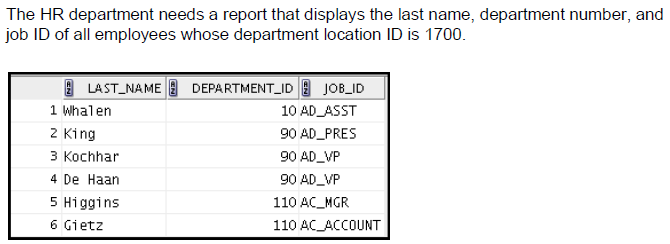 The HR department needs a report that displays the last name, department number, and
job ID of all employees whose department location ID is 1700.
LAST_NAME DEPARTMENT_ID JOB_ID
1 Whalen 10 AD_ASST
2 King 90 AD_PRES
3 Kochhar 90 AD_VP
4 De Haan 90 AD_VP
5 Higgins 110 AC_MGR
6 Gietz 110 AC_ACCOUNT